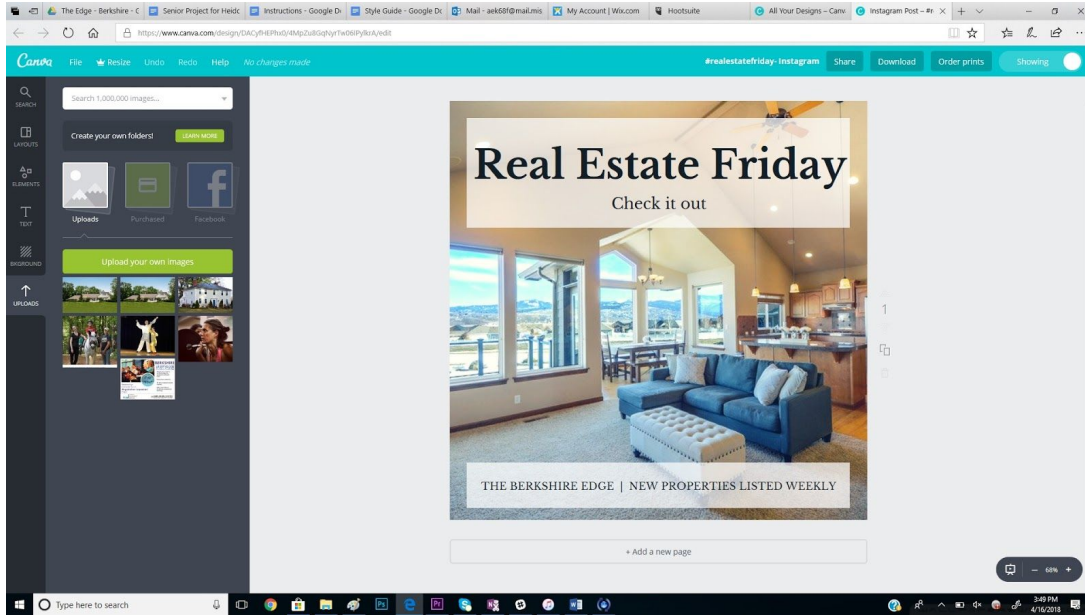 The Edge - Berkshire - G
Senior Project for Heidc
Instructions - Google D
Style Guide - Google Dc
Mail - aek68f@mail.mis
My Account | Wix.com
Hootsuite
All Your Designs – Canv
Instagram Post – #r
https://www.canva.com/design/
Canva
File
Resize
Undo
Redo
Help
No changes made
#realestatefriday- Instagram
Share
Download
Order prints
Showing
SEARCH
LAYOUTS
ELEMENTS
TEXT
BKGROUND
UPLOADS
Search 1,000,000 images...
Create your own folders!
LEARN MORE
Uploads
Purchased
Facebook
Upload your own images
Real Estate Friday
Check it out
THE BERKSHIRE EDGE | NEW PROPERTIES LISTED WEEKLY
1
+ Add a new page
68%
Type here to search
3:49 PM
4/16/2018